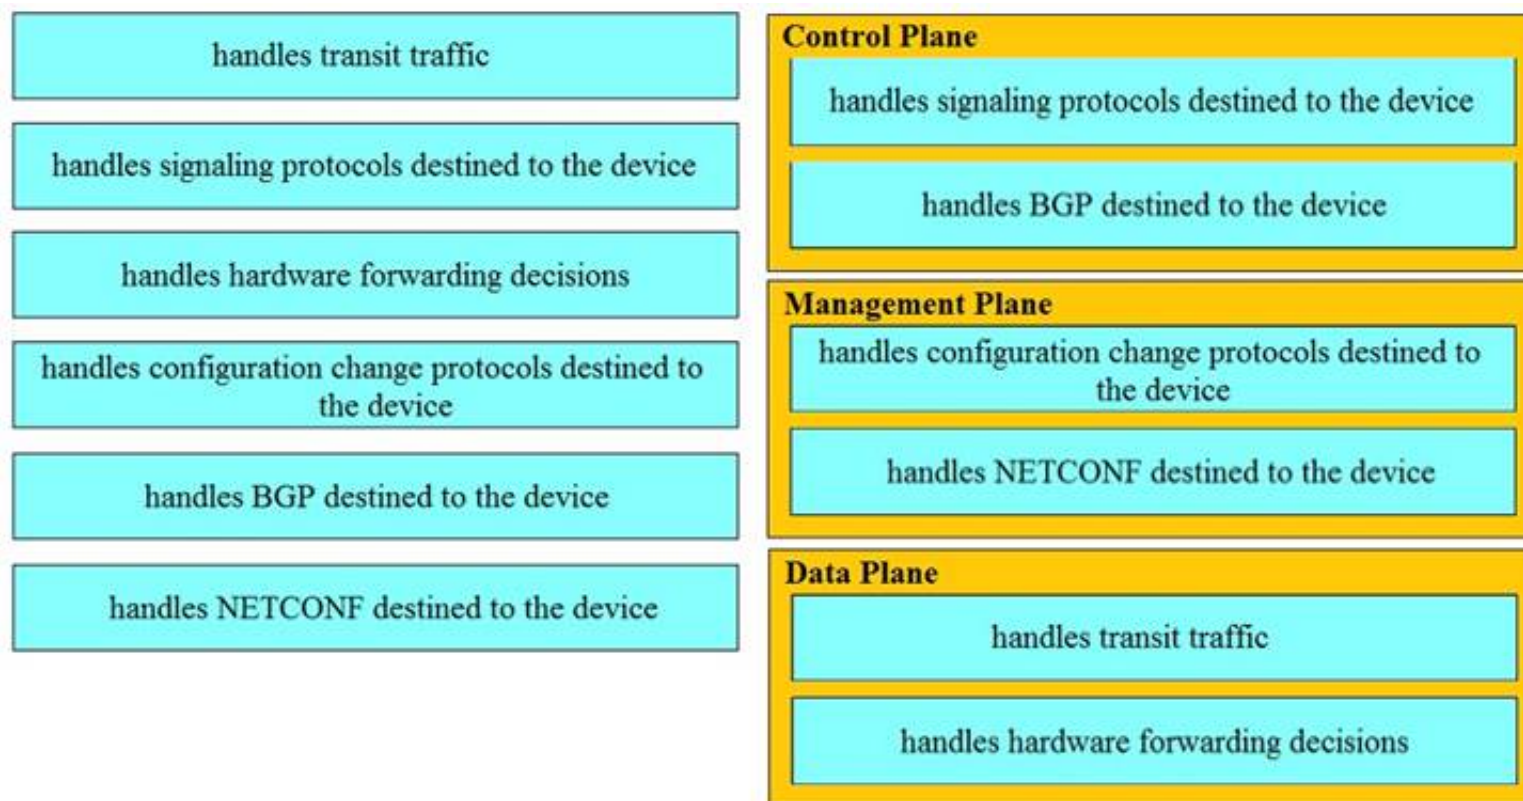 handles transit traffic
handles signaling protocols destined to the device
handles hardware forwarding decisions
handles configuration change protocols destined to
the device
handles BGP destined to the device
handles NETCONF destined to the device
Control Plane
handles signaling protocols destined to the device
handles BGP destined to the device
Management Plane
handles configuration change protocols destined to
the device
handles NETCONF destined to the device
Data Plane
handles transit traffic
handles hardware forwarding decisions